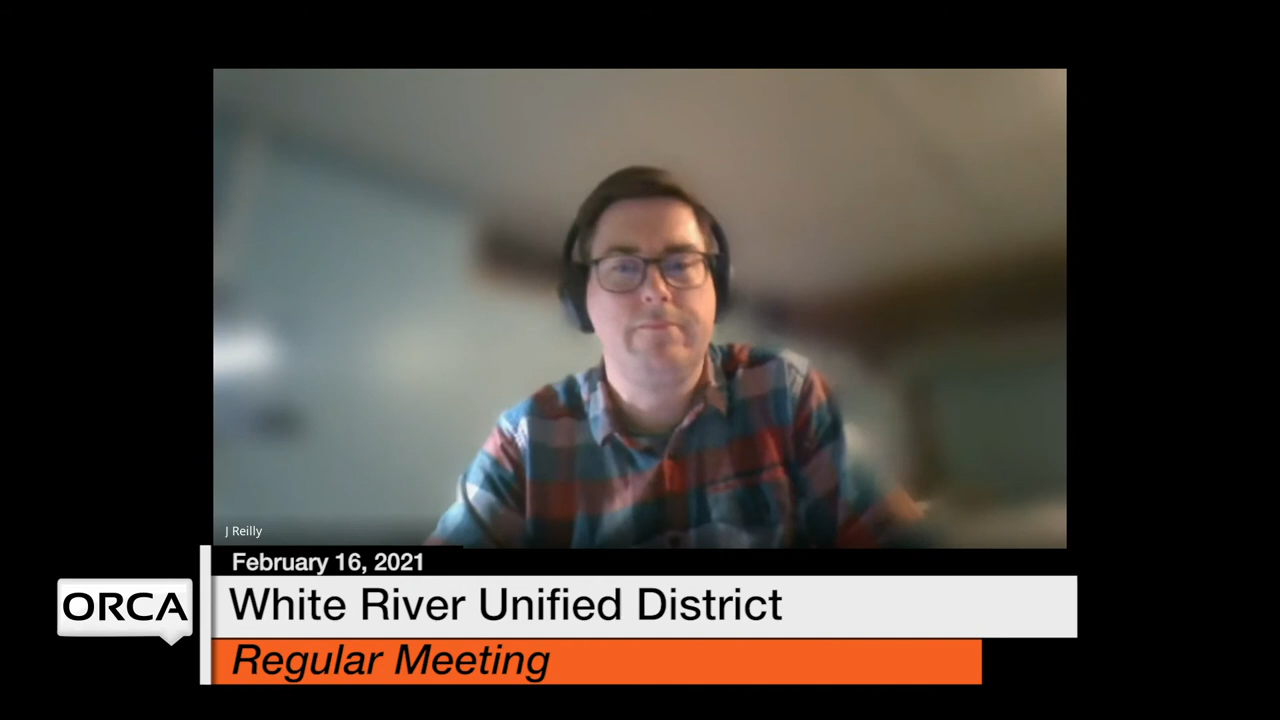 J Reilly
February 16, 2021
ORCA
White River Unified District
Regular Meeting